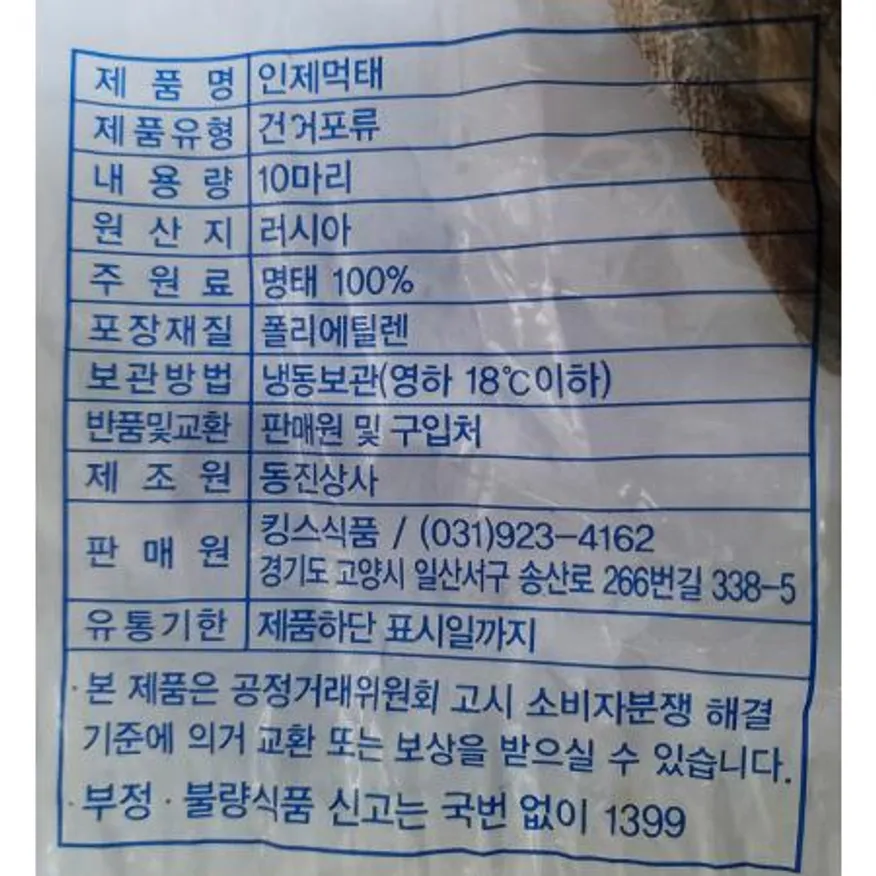 제품명 인제먹태
제품유형 건어포류
내용량 10마리
원산지 러시아
주원료 명태 100%
포장재질 폴리에틸렌
보관방법 냉동보관(영하 18℃이하)
반품및교환 판매원 및 구입처
제조원 동진상사
판매원 킹스식품 / (031)923-4162
경기도 고양시 일산서구 송산로 266번길 338-5
유통기한 제품하단 표시일까지
·본 제품은 공정거래위원회 고시 소비자분쟁 해결
기준에 의거 교환 또는 보상을 받으실 수 있습니다.
·부정·불량식품 신고는 국번 없이 1399